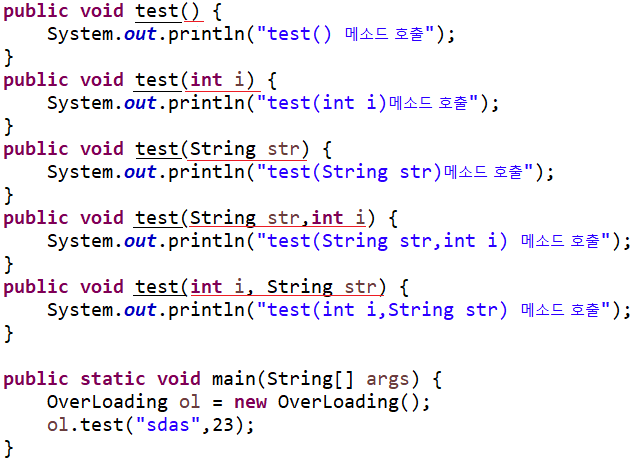 public void test() {
    System.out.println("test() 메소드 호출");
}
public void test(int i) {
    System.out.println("test(int i)메소드 호출");
}
public void test(String str) {
    System.out.println("test(String str)메소드 호출");
}
public void test(String str,int i) {
    System.out.println("test(String str,int i) 메소드 호출");
}
public void test(int i, String str) {
    System.out.println("test(int i,String str) 메소드 호출");
}
public static void main(String[] args) {
    OverLoading ol = new OverLoading();
    ol.test("sdas",23);
}